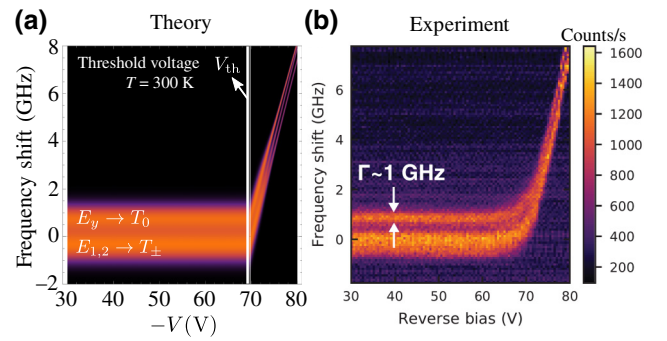 (a)
Theory
Frequency shift (GHz)
8
6
4
2
0
−2
Threshold voltage
T = 300 K
V_th
E_y → T_0
E_{1,2} → T_±
30 40 50 60 70 80
−V(V)
(b)
Experiment
Frequency shift (GHz)
6
4
2
0
Γ~1 GHz
30 40 50 60 70 80
Reverse bias (V)
Counts/s
1600
1400
1200
1000
800
600
400
200